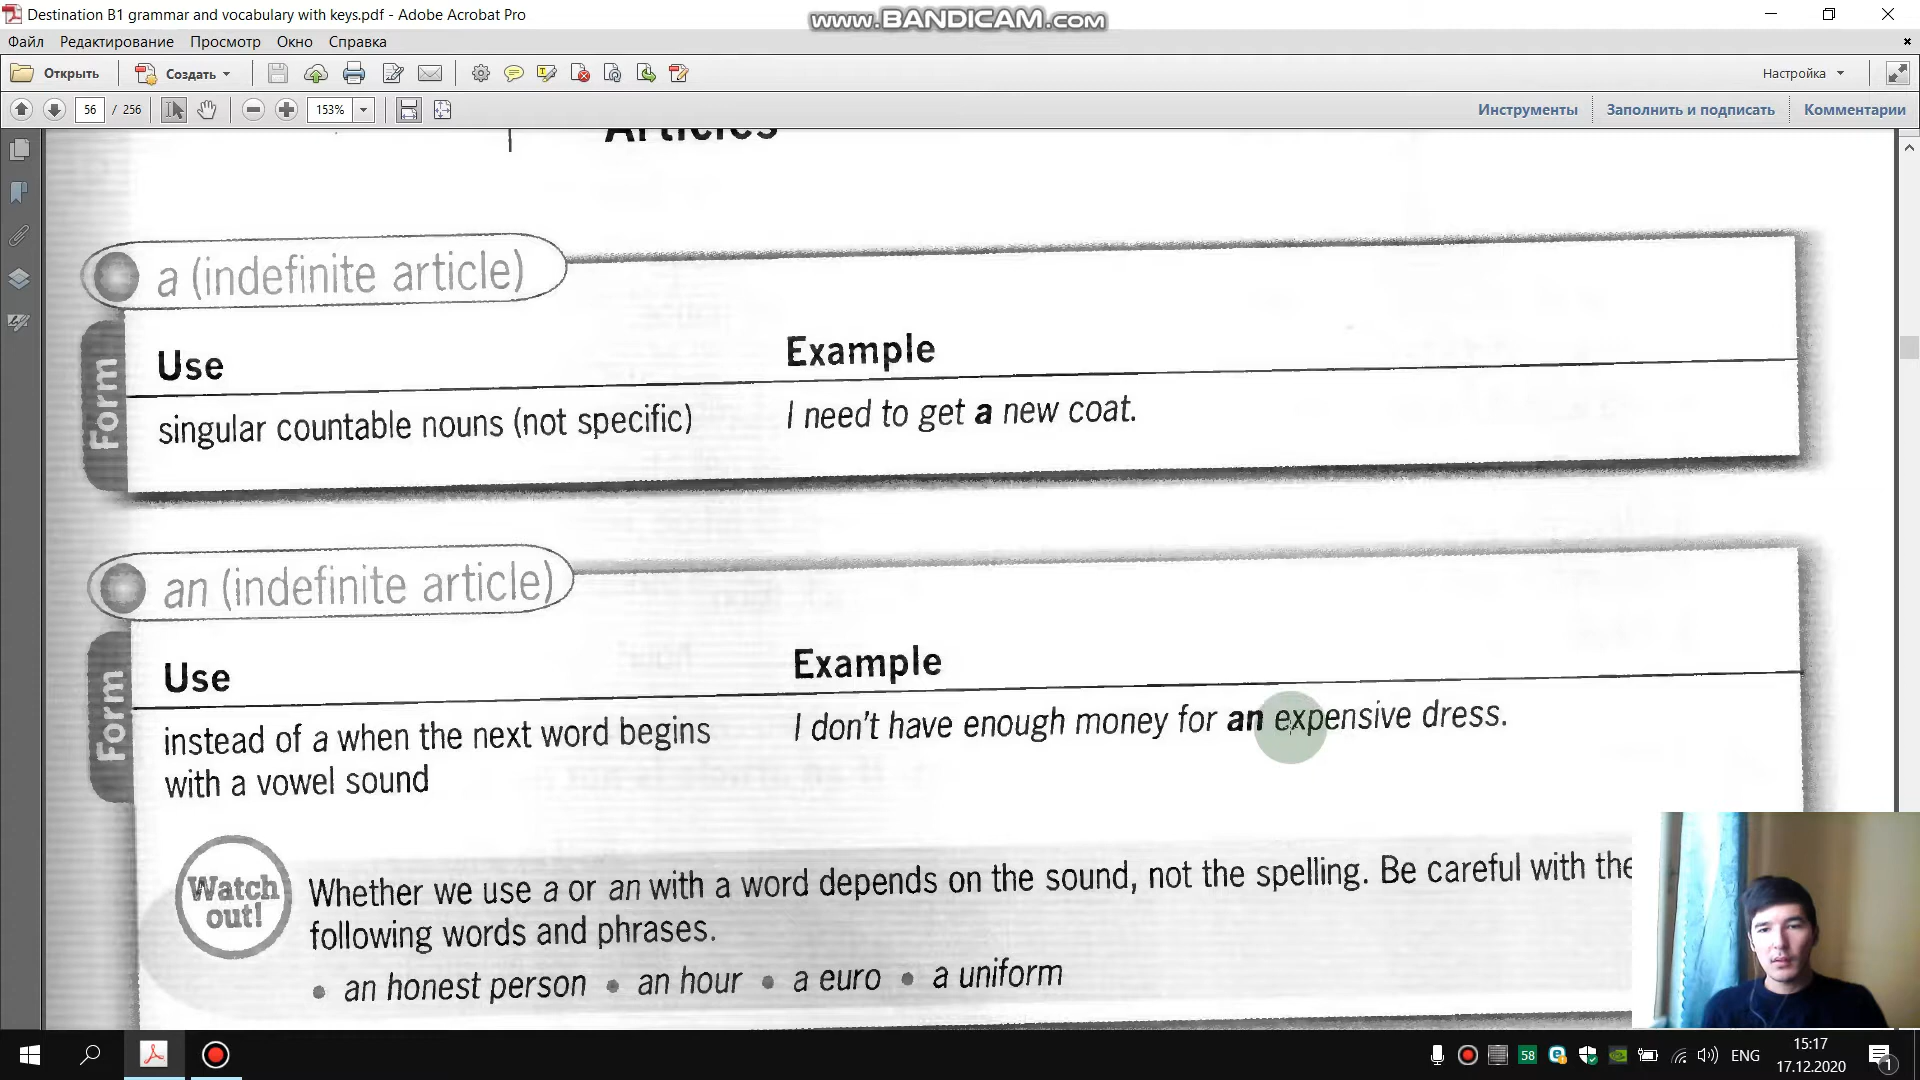 Destination B1 grammar and vocabulary with keys.pdf - Adobe Acrobat Pro
www.BANDICAM.com
Файл Редактирование Просмотр Окно Справка
Открыть Создать Настройка
56 / 256 153% Инструменты Заполнить и подписать Комментарии
Articles
a (indefinite article)
Form
Use Example
singular countable nouns (not specific) I need to get a new coat.
an (indefinite article)
Form
Use Example
instead of a when the next word begins I don't have enough money for an expensive dress.
with a vowel sound
Watch out!
Whether we use a or an with a word depends on the sound, not the spelling. Be careful with the
following words and phrases.
• an honest person • an hour • a euro • a uniform
58 ENG 15:17
17.12.2020
1